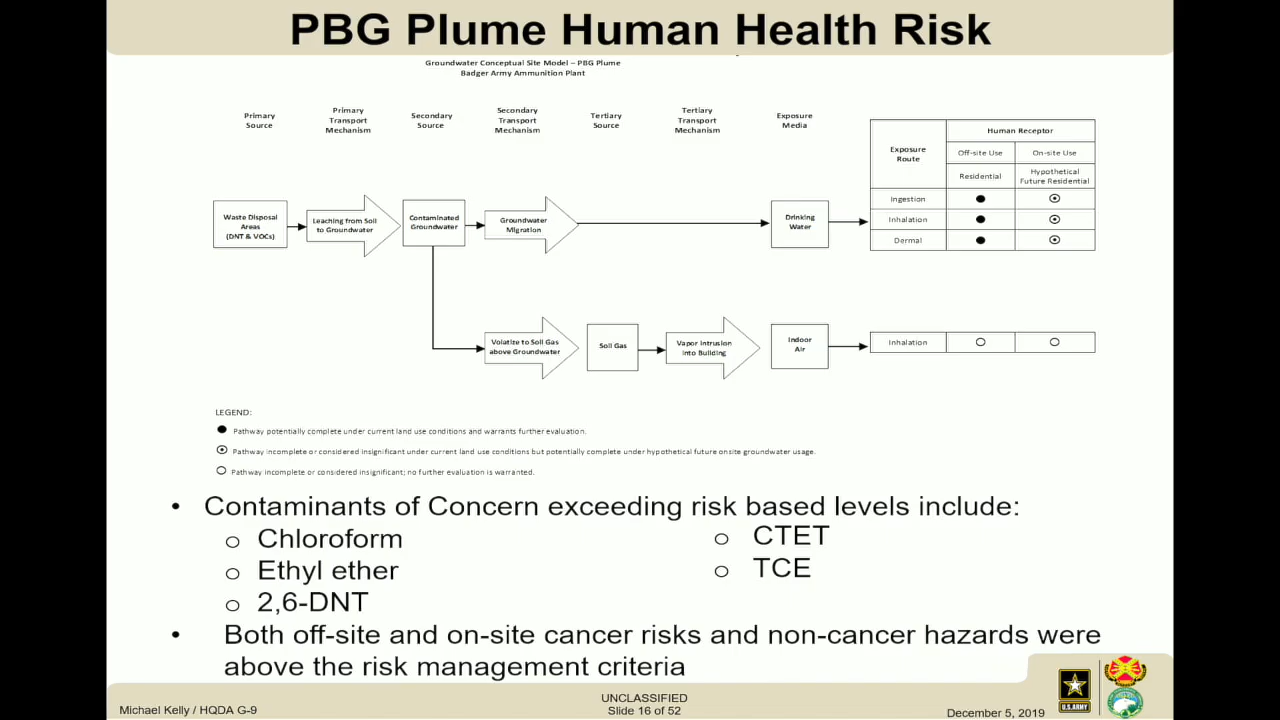 PBG Plume Human Health Risk
Groundwater Conceptual Site Model – PBG Plume
Badger Army Ammunition Plant
Primary
Source
Primary
Transport
Mechanism
Secondary
Source
Secondary
Transport
Mechanism
Tertiary
Source
Tertiary
Transport
Mechanism
Exposure
Media
Exposure
Route
Human Receptor
Off-site Use
On-site Use
Residential
Hypothetical
Future Residential
Ingestion
Inhalation
Dermal
Waste Disposal
Areas
(DNT & VOCs)
Leaching from Soil
to Groundwater
Contaminated
Groundwater
Groundwater
Migration
Drinking
Water
Volatize to Soil Gas
above Groundwater
Soil Gas
Vapor Intrusion
into Building
Indoor
Air
Inhalation
LEGEND:
Pathway potentially complete under current land use conditions and warrants further evaluation.
Pathway incomplete or considered insignificant under current land use conditions but potentially complete under hypothetical future onsite groundwater usage.
Pathway incomplete or considered insignificant; no further evaluation is warranted.
• Contaminants of Concern exceeding risk based levels include:
o Chloroform
o Ethyl ether
o 2,6-DNT
o CTET
o TCE
• Both off-site and on-site cancer risks and non-cancer hazards were
above the risk management criteria
Michael Kelly / HQDA G-9
UNCLASSIFIED
Slide 16 of 52
December 5, 2019
U.S. ARMY